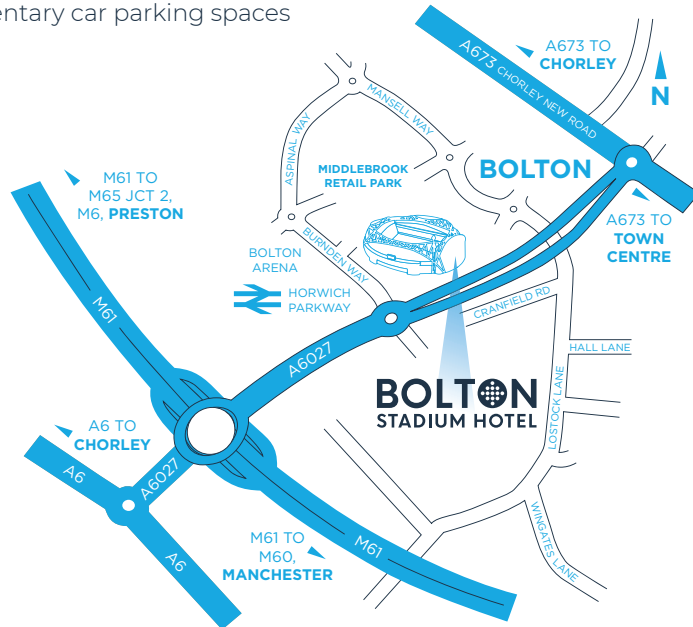 entary car parking spaces
A673 TO
CHORLEY
N
A673 CHORLEY NEW ROAD
MANSELL WAY
ASPINAL WAY
MIDDLEBROOK
RETAIL PARK
BOLTON
M61 TO
M65 JCT 2,
M6, PRESTON
A673 TO
TOWN
CENTRE
BURNDEN WAY
BOLTON
ARENA
HORWICH
PARKWAY
CRANFIELD RD
M61
A6027
HALL LANE
BOLTON
STADIUM HOTEL
LOSTOCK LANE
A6 TO
CHORLEY
A6
A6027
M61 TO
M60,
MANCHESTER
M61
A6
WINGATES LANE